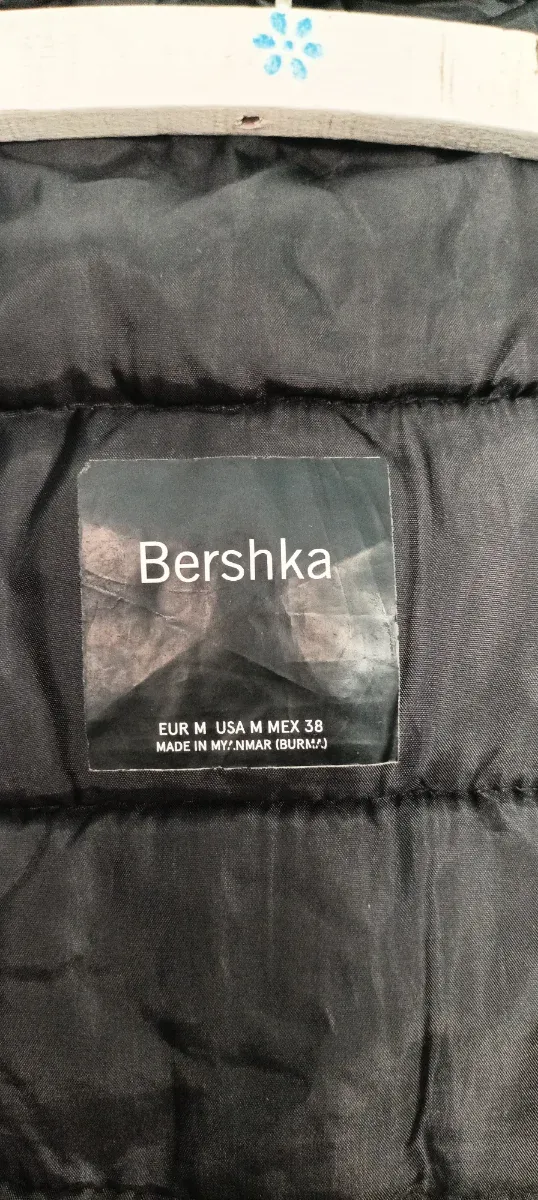 Bershka
EUR M USA M MEX 38
MADE IN MYANMAR (BURMA)